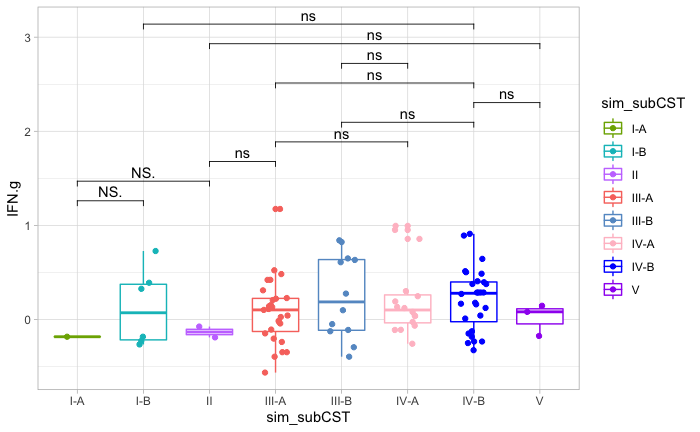 ns
ns
ns
ns
ns
ns
ns
ns
NS.
NS.
3
2
1
0
IFN.g
I-A
I-B
II
III-A
III-B
IV-A
IV-B
V
sim_subCST
sim_subCST
I-A
I-B
II
III-A
III-B
IV-A
IV-B
V